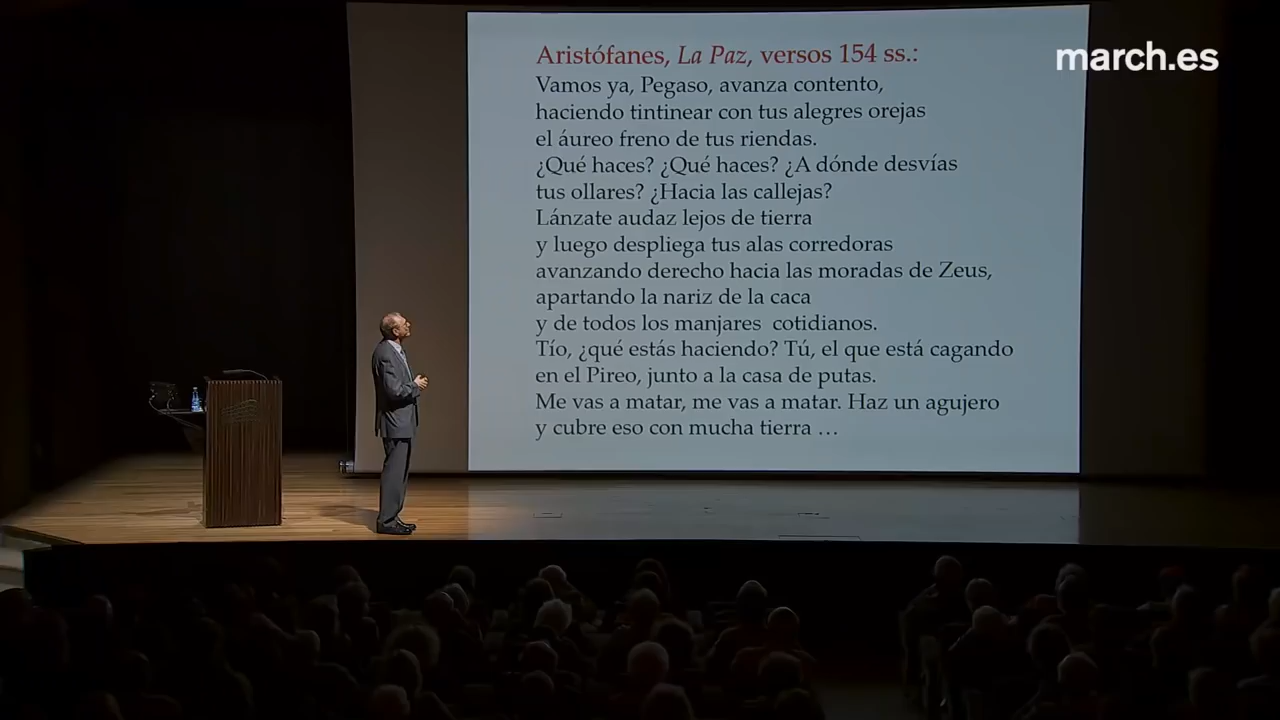 Aristófanes, La Paz, versos 154 ss.:
Vamos ya, Pegaso, avanza contento,
haciendo tintinear con tus alegres orejas
el áureo freno de tus riendas.
¿Qué haces? ¿Qué haces? ¿A dónde desvías
tus ollares? ¿Hacia las callejas?
Lánzate audaz lejos de tierra
y luego despliega tus alas corredoras
avanzando derecho hacia las moradas de Zeus,
apartando la nariz de la caca
y de todos los manjares cotidianos.
Tío, ¿qué estás haciendo? Tú, el que está cagando
en el Pireo, junto a la casa de putas.
Me vas a matar, me vas a matar. Haz un agujero
y cubre eso con mucha tierra …
march.es